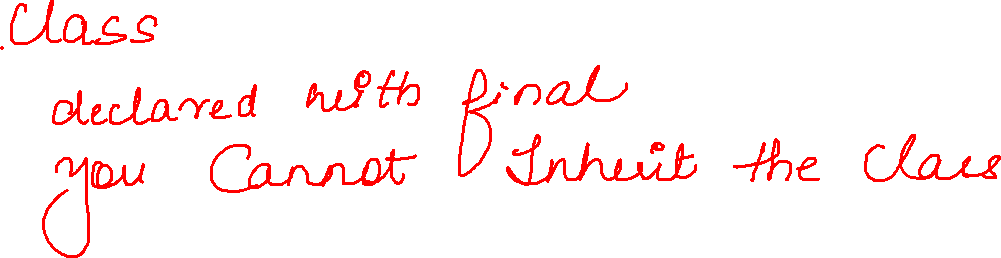 Class
declared with final
you Cannot Inherit the Class